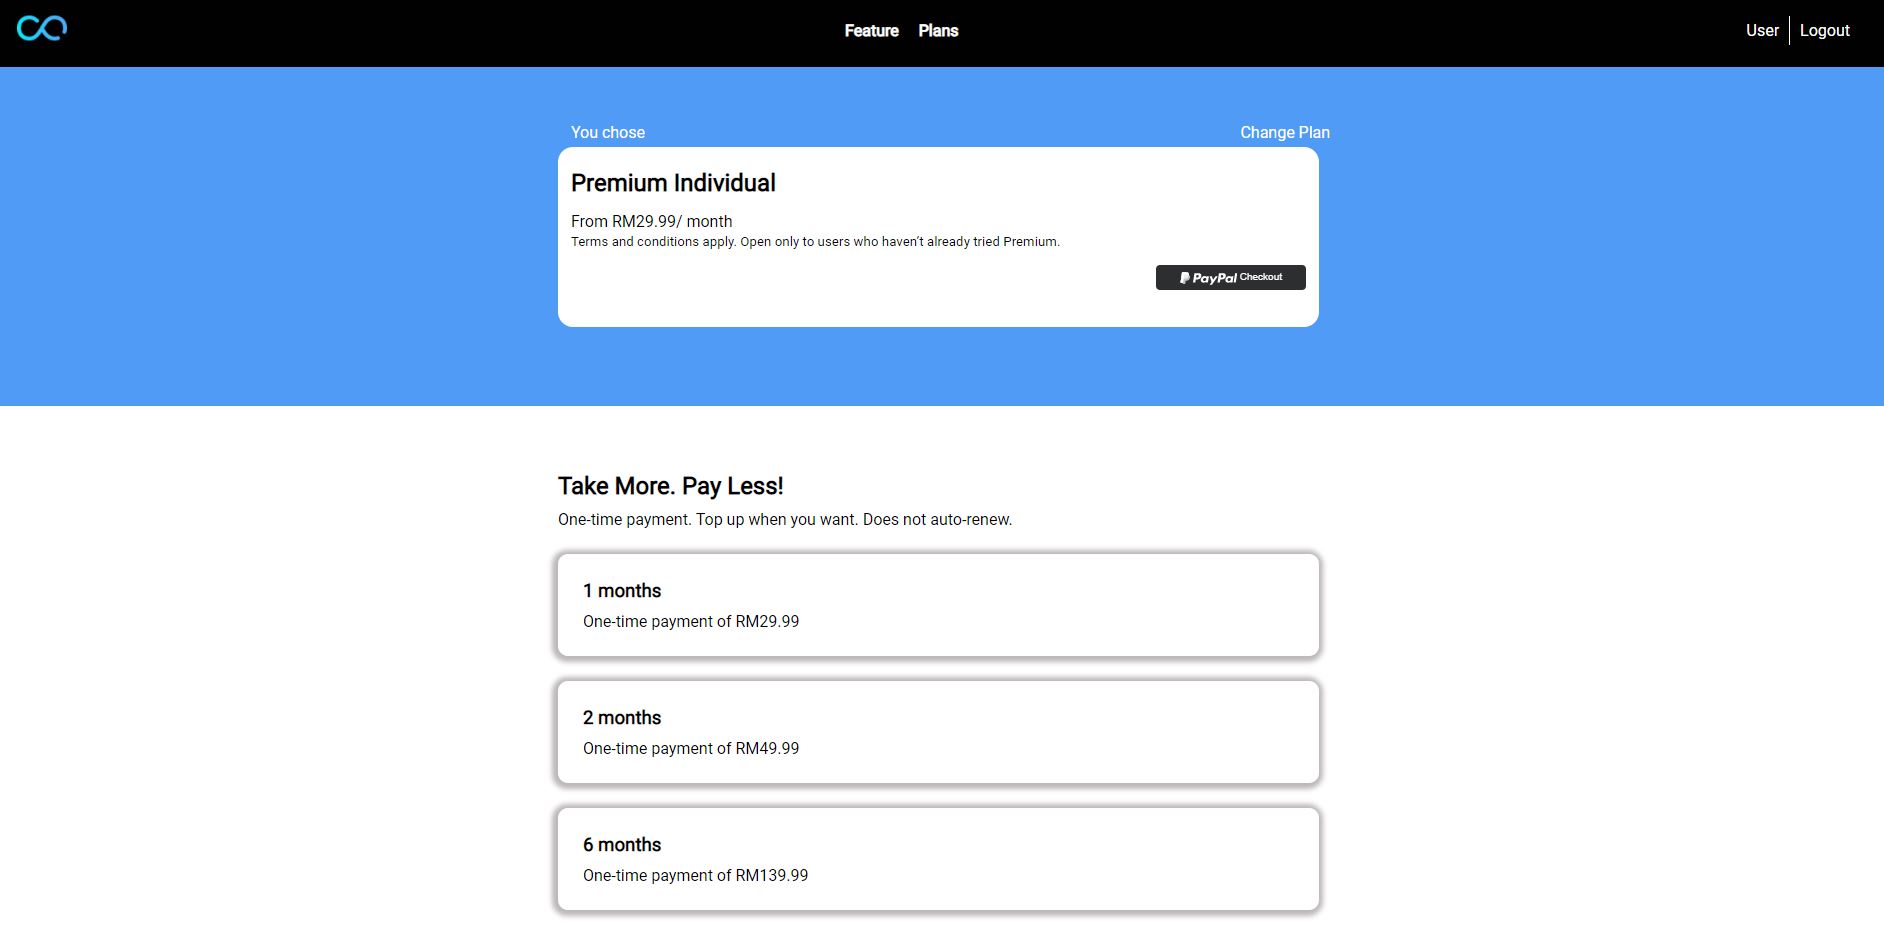 Feature Plans User Logout
You chose Change Plan
Premium Individual
From RM29.99/ month
Terms and conditions apply. Open only to users who haven’t already tried Premium.
PayPal Checkout
Take More. Pay Less!
One-time payment. Top up when you want. Does not auto-renew.
1 months
One-time payment of RM29.99
2 months
One-time payment of RM49.99
6 months
One-time payment of RM139.99